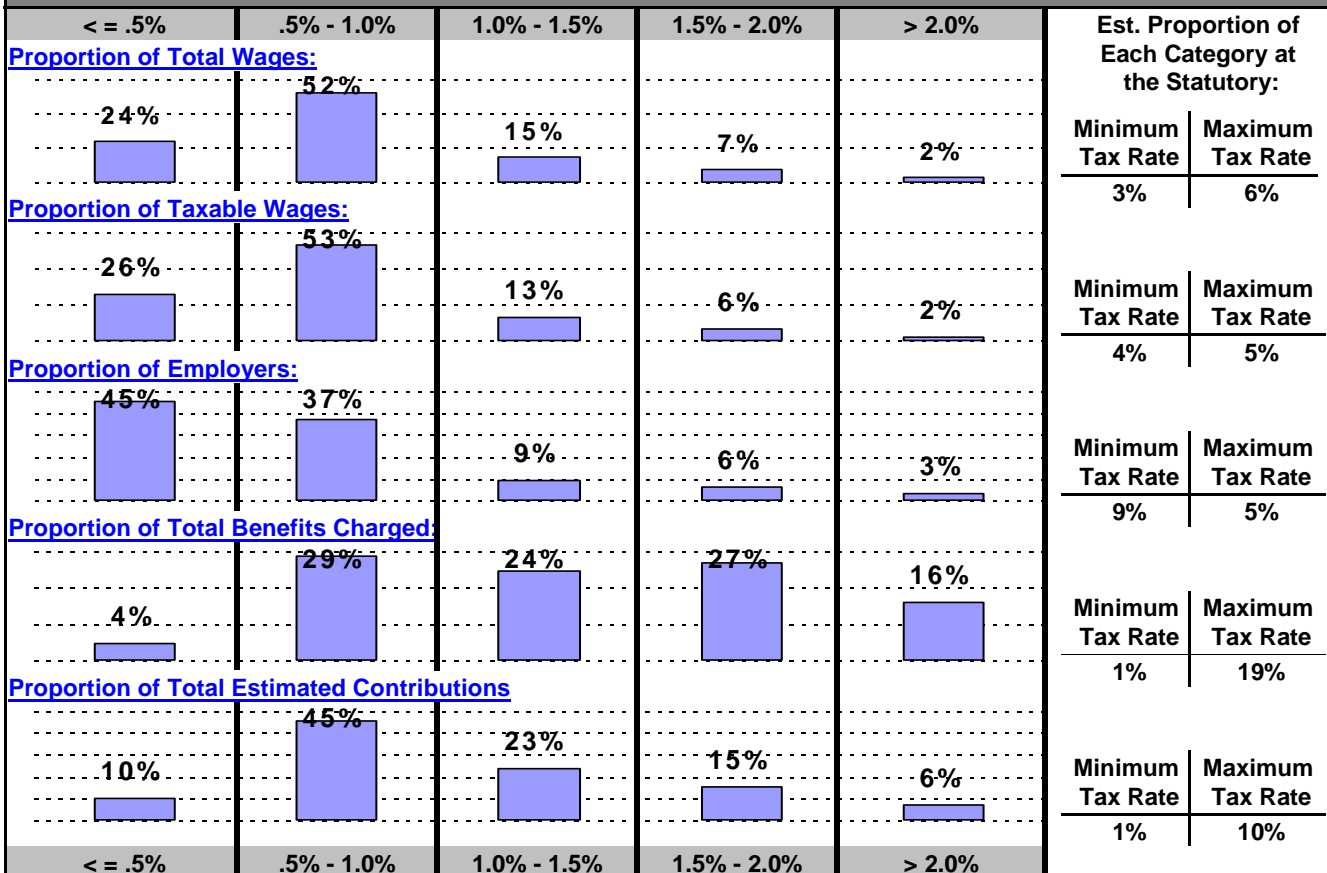 < = .5% .5% - 1.0% 1.0% - 1.5% 1.5% - 2.0% > 2.0%
Est. Proportion of
Each Category at
the Statutory:
Proportion of Total Wages:
24% 52% 15% 7% 2%
Minimum Maximum
Tax Rate Tax Rate
3% 6%
Proportion of Taxable Wages:
26% 53% 13% 6% 2%
Minimum Maximum
Tax Rate Tax Rate
4% 5%
Proportion of Employers:
45% 37% 9% 6% 3%
Minimum Maximum
Tax Rate Tax Rate
9% 5%
Proportion of Total Benefits Charged:
4% 29% 24% 27% 16%
Minimum Maximum
Tax Rate Tax Rate
1% 19%
Proportion of Total Estimated Contributions
10% 45% 23% 15% 6%
Minimum Maximum
Tax Rate Tax Rate
1% 10%
< = .5% .5% - 1.0% 1.0% - 1.5% 1.5% - 2.0% > 2.0%